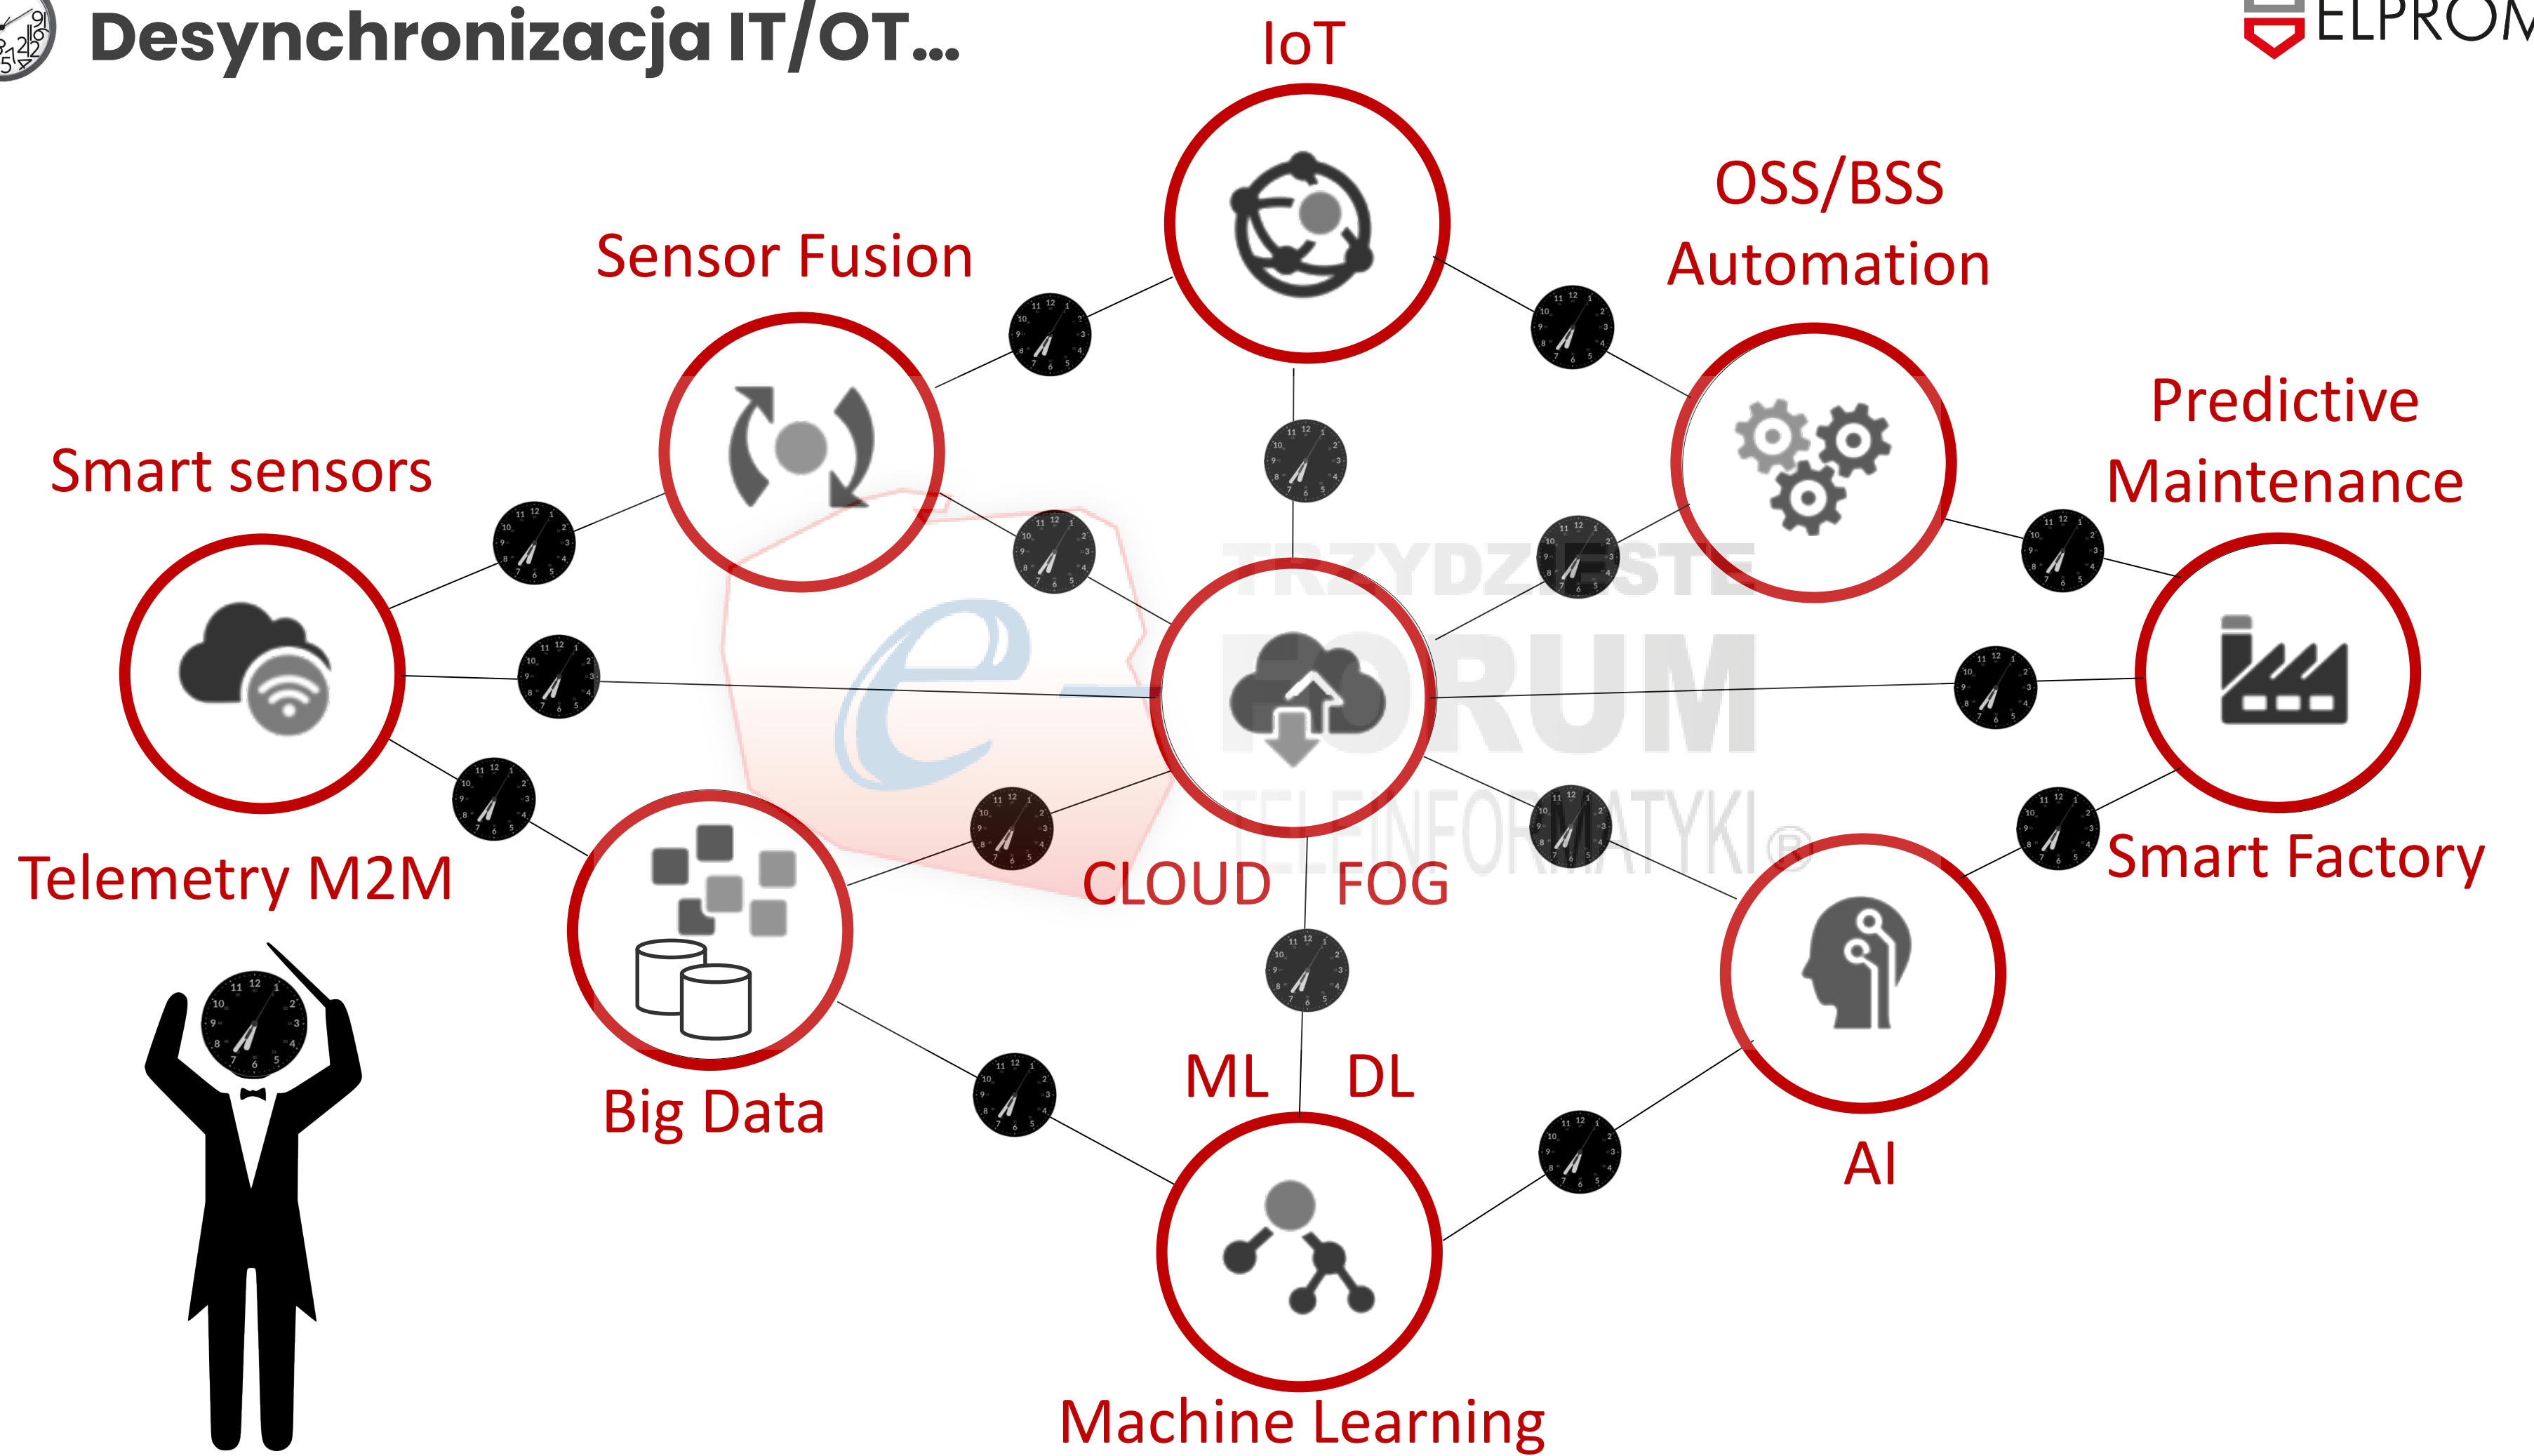 Desynchronizacja IT/OT...
ELPROM
IoT
OSS/BSS
Automation
Sensor Fusion
Predictive
Maintenance
Smart sensors
TRZYDZIESTE
FORUM
TELEINFORMATYKI ®
e-
Telemetry M2M
CLOUD FOG
Smart Factory
ML DL
Big Data
AI
Machine Learning